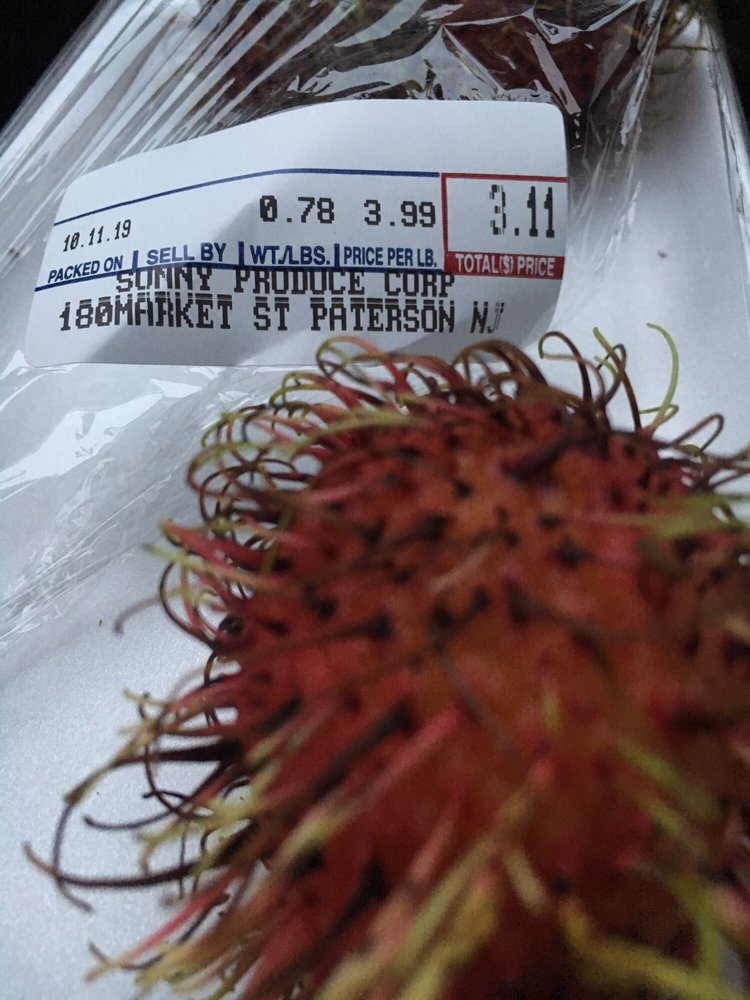 0.78 3.99 3.11
10.11.19
PACKED ON | SELL BY | WT/LBS. | PRICE PER LB. TOTAL($) PRICE
SUNNY PRODUCE CORP
180MARKET ST PATERSON NJ